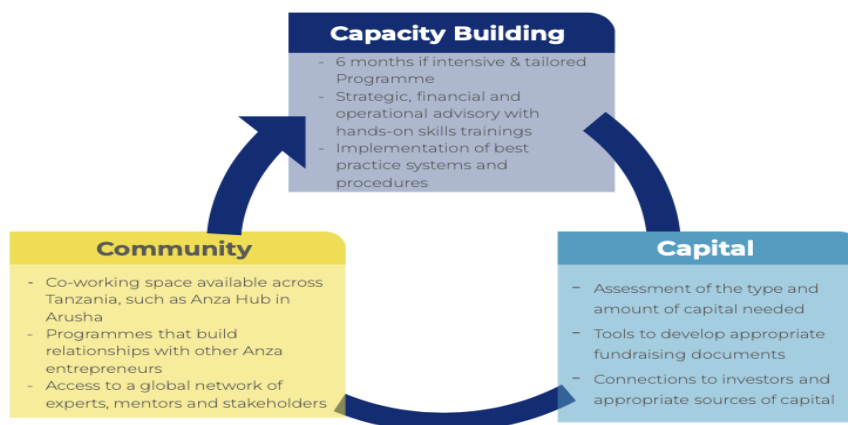 Capacity Building
- 6 months if intensive & tailored
Programme
- Strategic, financial and
operational advisory with
hands-on skills trainings
- Implementation of best
practice systems and
procedures
Community
- Co-working space available across
Tanzania, such as Anza Hub in
Arusha
- Programmes that build
relationships with other Anza
entrepreneurs
- Access to a global network of
experts, mentors and stakeholders
Capital
- Assessment of the type and
amount of capital needed
- Tools to develop appropriate
fundraising documents
- Connections to investors and
appropriate sources of capital